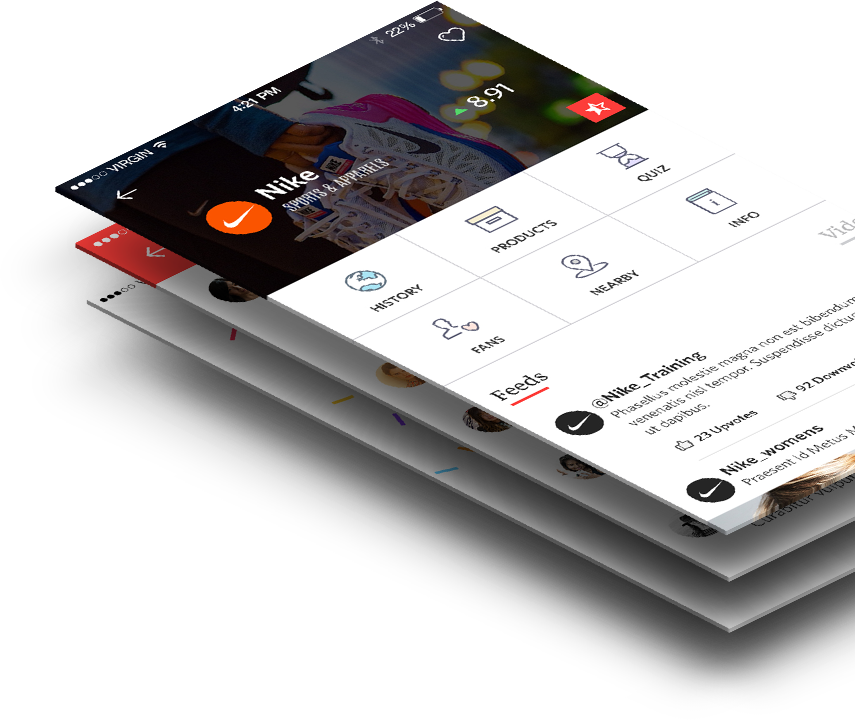 VIRGIN
4:21 PM
22%
8.91
Nike
SPORTS & APPARELS
HISTORY
PRODUCTS
QUIZ
FANS
NEARBY
INFO
Feeds
@Nike_Training
Phasellus molestie magna non est bibendum
venenatis nisl tempor. Suspendisse dictu
ut dapibus.
23 Upvotes
92 Downvo
Nike_womens
Praesent id Metus M